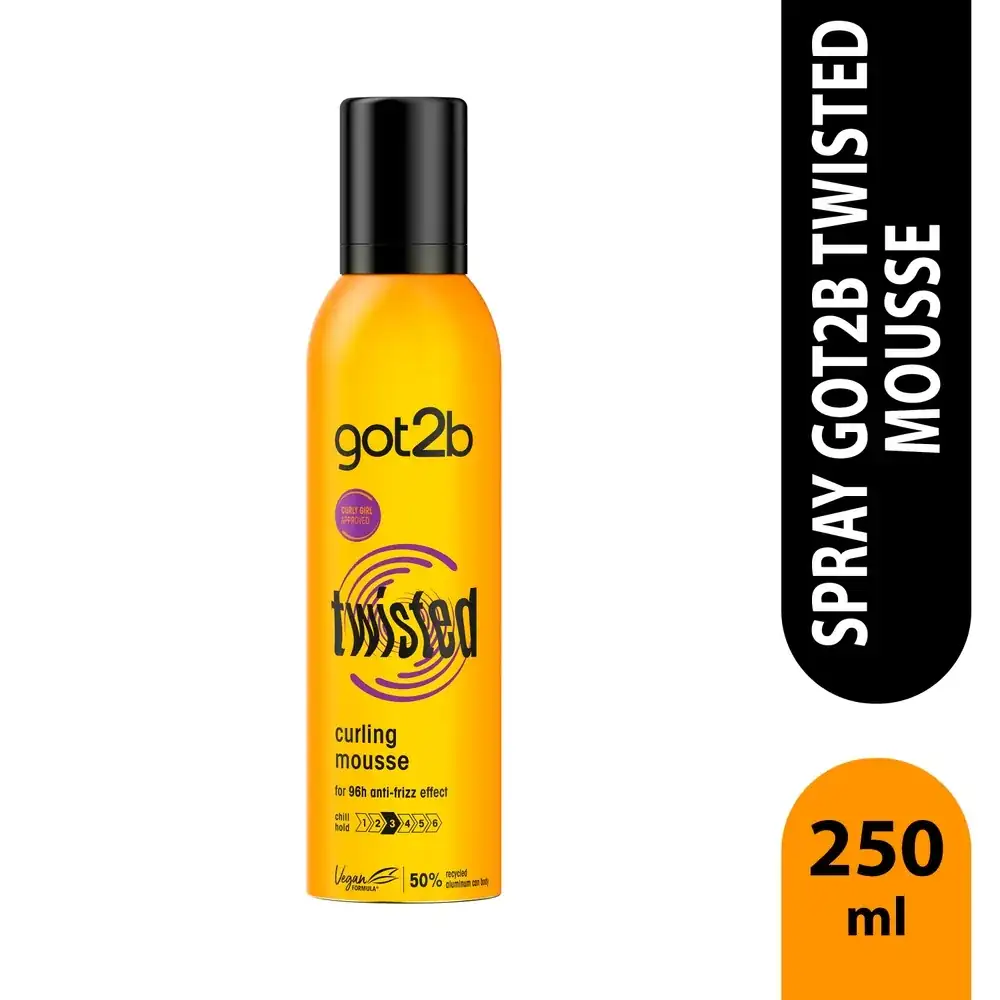 got2b
CURLY GIRL
APPROVED
twisted
curling
mousse
for 96h anti-frizz effect
chill
hold
1 2 3 4 5 6
Vegan
FORMULA*
50%
recycled
aluminum can body
SPRAY GOT2B TWISTED
MOUSSE
250
ml